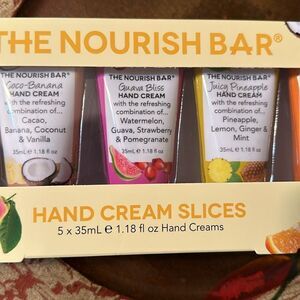 THE NOURISH BAR®
THE NOURISH BAR®
Coco-Banana
HAND CREAM
with the refreshing
combination of...
Cacao,
Banana, Coconut
& Vanilla
35mL e 1.18 fl oz
THE NOURISH BAR®
Guava Bliss
HAND CREAM
with the refreshing
combination of...
Watermelon,
Guava, Strawberry
& Pomegranate
35mL e 1.18 fl oz
THE NOURISH BAR®
Juicy Pineapple
HAND CREAM
with the refreshing
combination of...
Pineapple,
Lemon, Ginger &
Mint
35mL e 1.18 fl oz
HAND CREAM SLICES
5 x 35mL e 1.18 fl oz Hand Creams